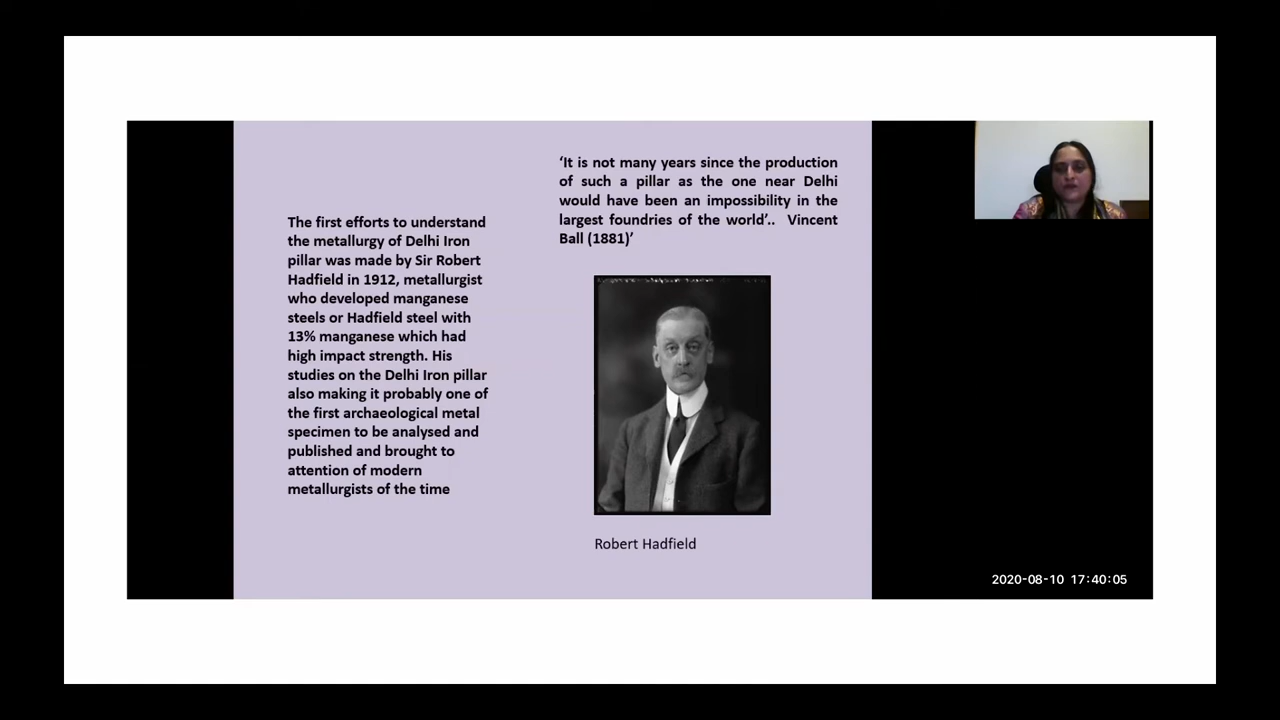 The first efforts to understand
the metallurgy of Delhi Iron
pillar was made by Sir Robert
Hadfield in 1912, metallurgist
who developed manganese
steels or Hadfield steel with
13% manganese which had
high impact strength. His
studies on the Delhi Iron pillar
also making it probably one of
the first archaeological metal
specimen to be analysed and
published and brought to
attention of modern
metallurgists of the time
‘It is not many years since the production
of such a pillar as the one near Delhi
would have been an impossibility in the
largest foundries of the world’.. Vincent
Ball (1881)’
Robert Hadfield
2020-08-10 17:40:05